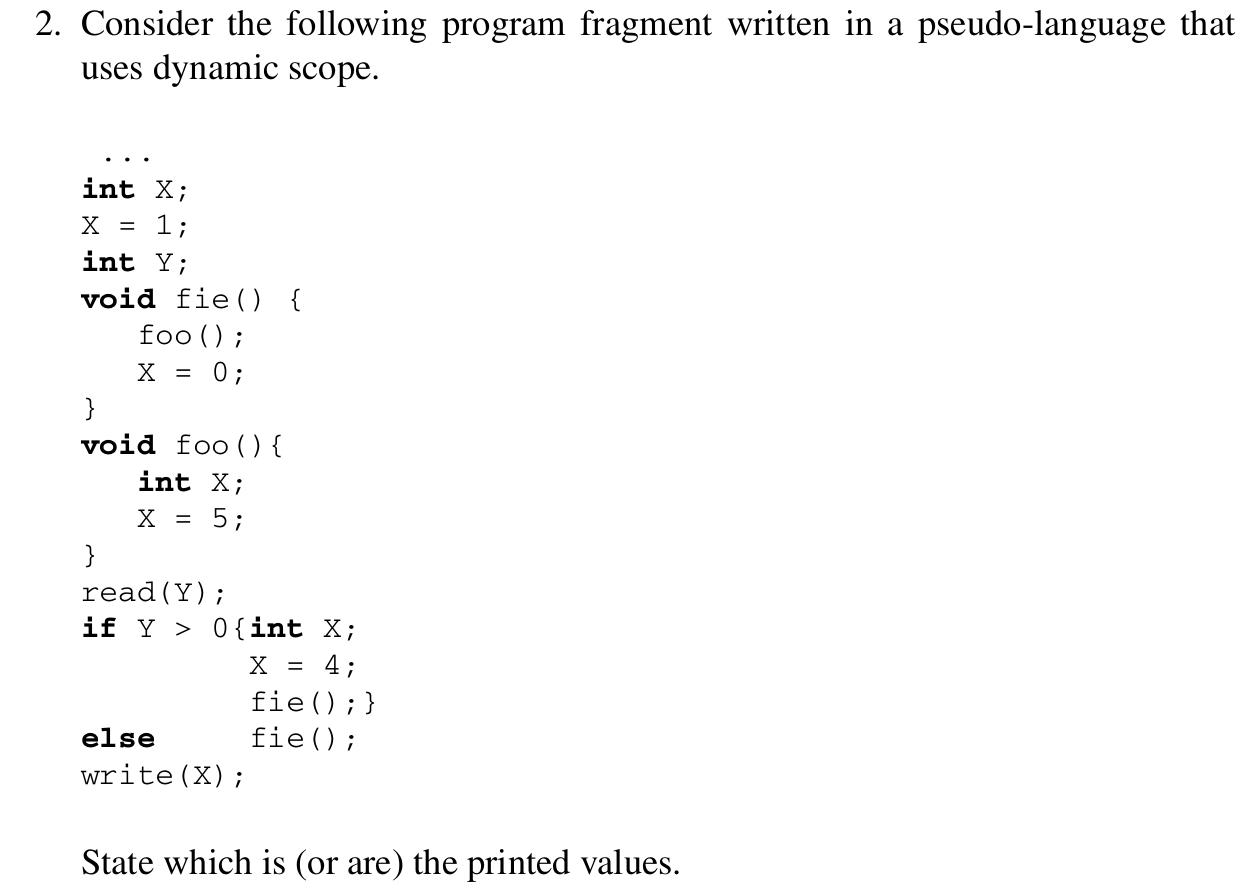 2. Consider the following program fragment written in a pseudo-language that
uses dynamic scope.
...
int X;
X = 1;
int Y;
void fie() {
foo();
X = 0;
}
void foo(){
int X;
X = 5;
}
read(Y);
if Y > 0{int X;
X = 4;
fie();}
else fie();
write(X);
State which is (or are) the printed values.